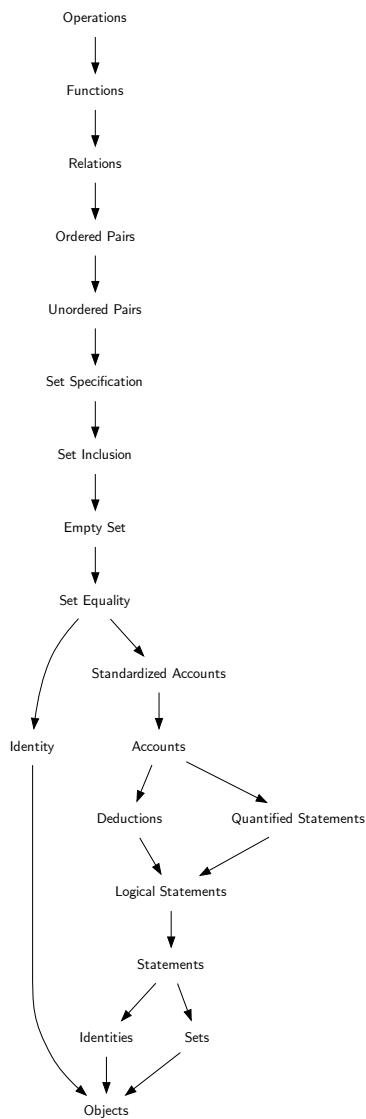 Operations
Functions
Relations
Ordered Pairs
Unordered Pairs
Set Specification
Set Inclusion
Empty Set
Set Equality
Standardized Accounts
Identity
Accounts
Deductions
Quantified Statements
Logical Statements
Statements
Identities
Sets
Objects